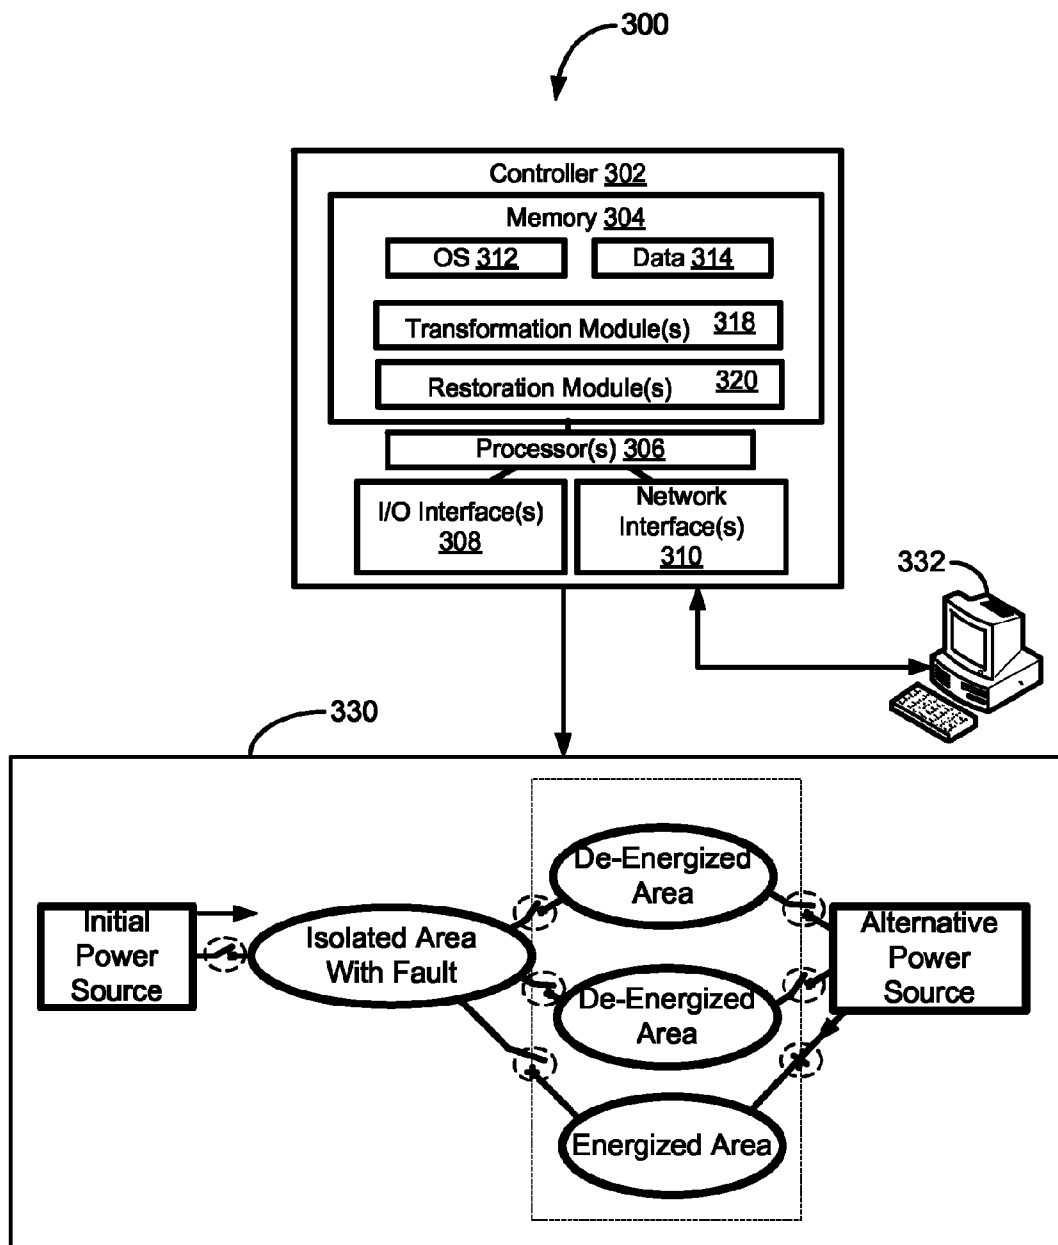 300
Controller 302
Memory 304
OS 312
Data 314
Transformation Module(s) 318
Restoration Module(s) 320
Processor(s) 306
I/O Interface(s)
308
Network
Interface(s)
310
332
330
Initial
Power
Source
Isolated Area
With Fault
De-Energized
Area
De-Energized
Area
Energized Area
Alternative
Power
Source